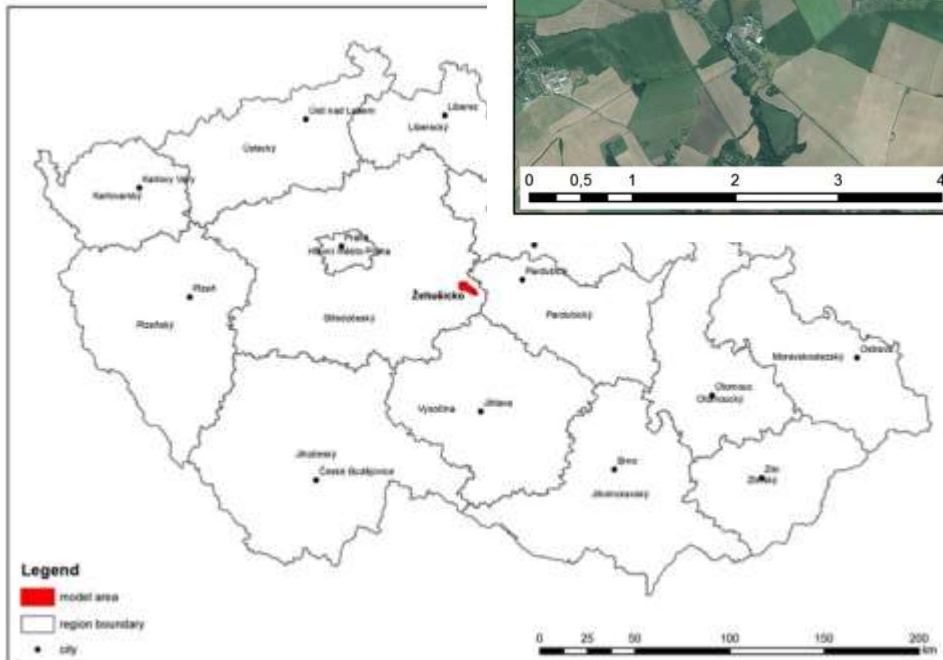 0 0,5 1 2 3 4
Ústí nad Labem
Liberec
Liberecký
Ústecký
Karlovy Vary
Karlovarský
Praha
Hlavní město Praha
Pardubice
Žehušicko
Plzeň
Středočeský
Pardubický
Plzeňský
Ostrava
Moravskoslezský
Olomouc
Olomoucký
Vysočina
Jihlava
Jihočeský
České Budějovice
Brno
Jihomoravský
Zlínský
Legend
model area
region boundary
city
0 25 50 100 150 200
km